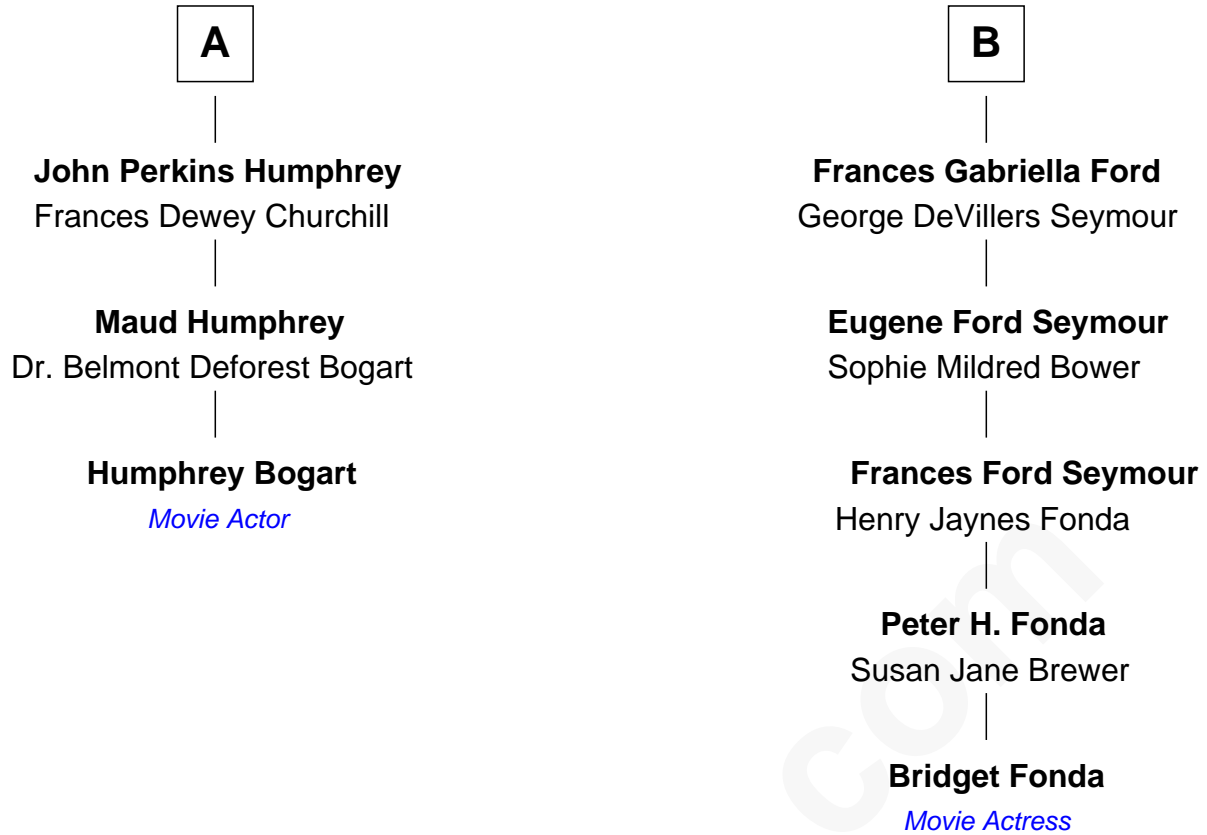 A
John Perkins Humphrey
Frances Dewey Churchill
Maud Humphrey
Dr. Belmont Deforest Bogart
Humphrey Bogart
Movie Actor
B
Frances Gabriella Ford
George DeVillers Seymour
Eugene Ford Seymour
Sophie Mildred Bower
Frances Ford Seymour
Henry Jaynes Fonda
Peter H. Fonda
Susan Jane Brewer
Bridget Fonda
Movie Actress
com